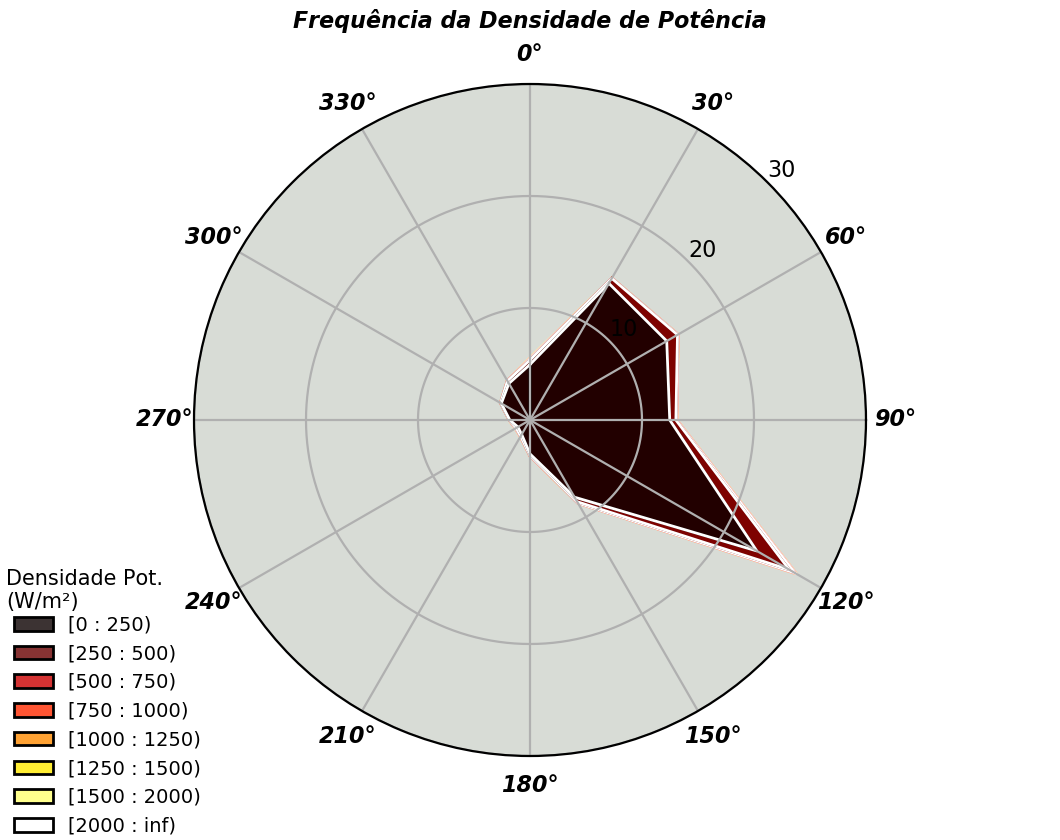 Frequência da Densidade de Potência
0°
330°
30°
30
300°
60°
20
10
270°
90°
240°
120°
210°
150°
180°
Densidade Pot.
(W/m²)
[0 : 250)
[250 : 500)
[500 : 750)
[750 : 1000)
[1000 : 1250)
[1250 : 1500)
[1500 : 2000)
[2000 : inf)